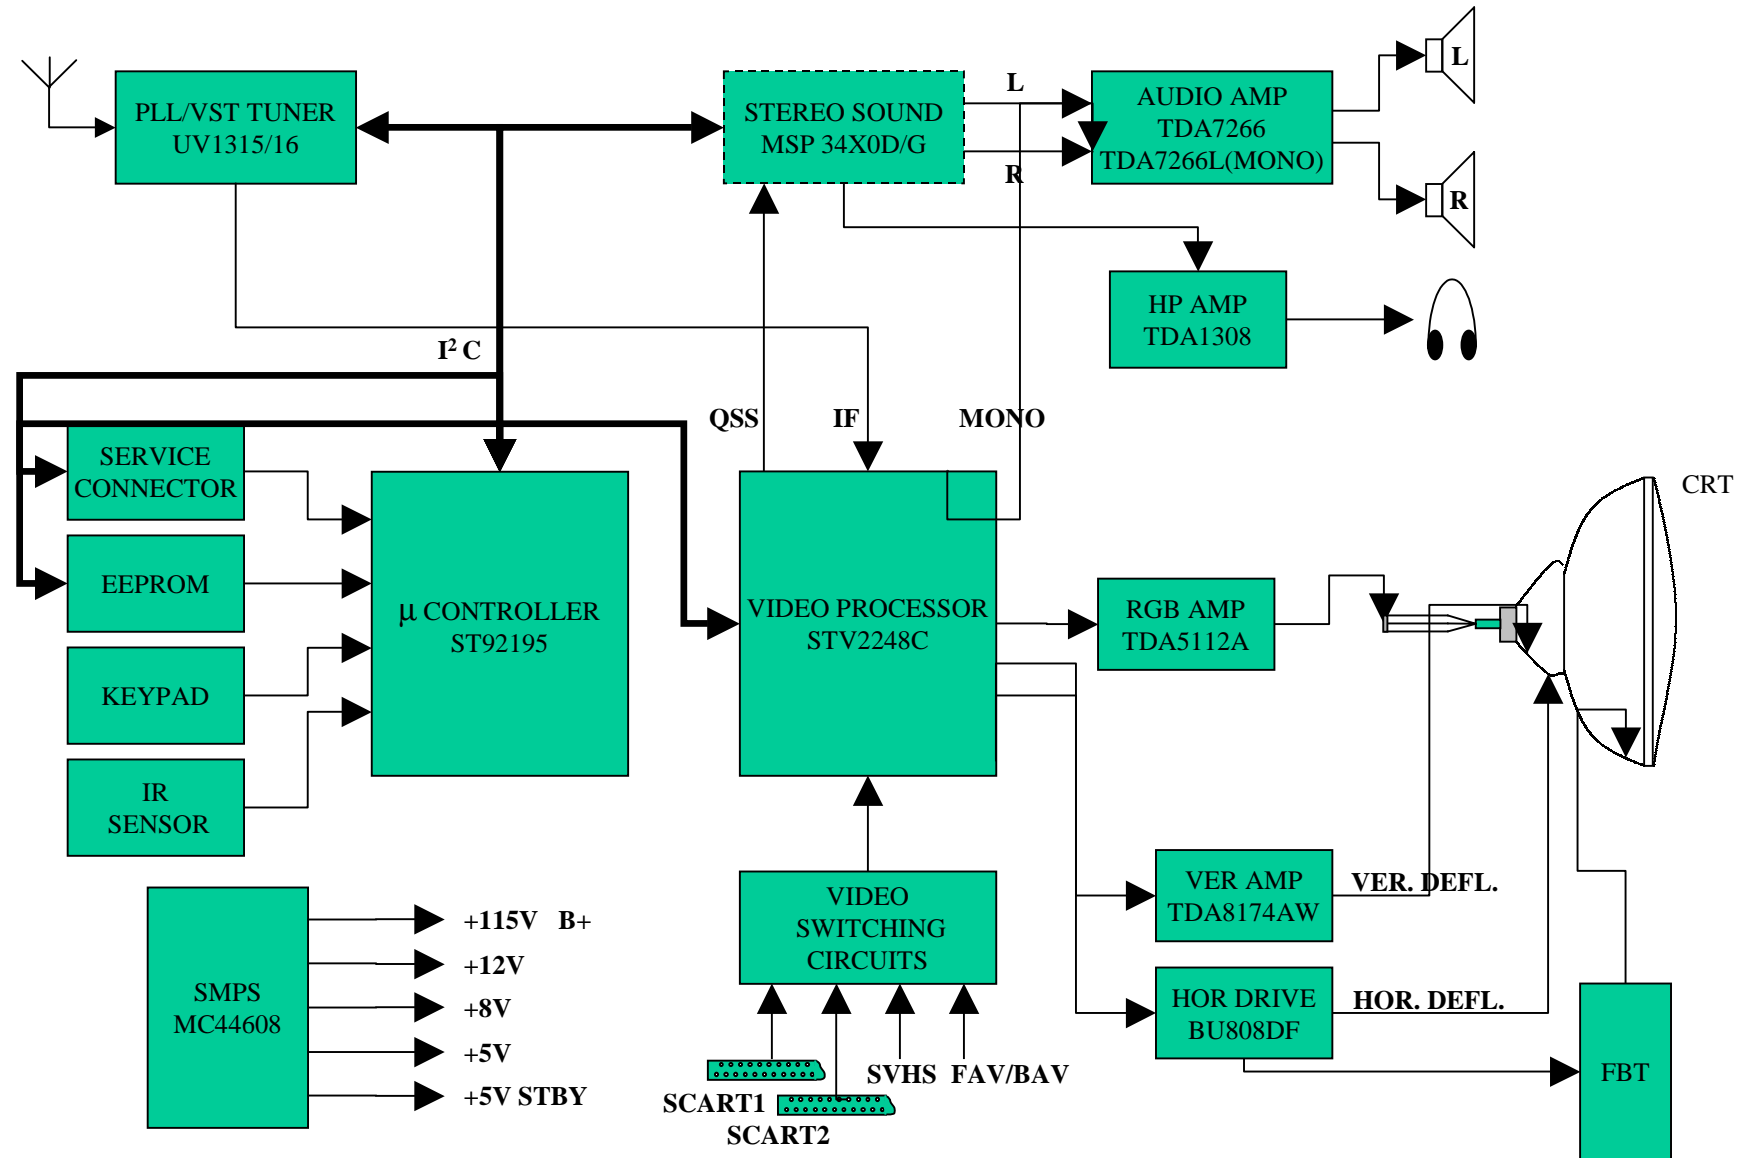 PLL/VST TUNER
UV1315/16
STEREO SOUND
MSP 34X0D/G
L
R
AUDIO AMP
TDA7266
TDA7266L(MONO)
L
R
HP AMP
TDA1308
I² C
QSS
IF
MONO
SERVICE
CONNECTOR
EEPROM
KEYPAD
IR
SENSOR
µ CONTROLLER
ST92195
VIDEO PROCESSOR
STV2248C
RGB AMP
TDA5112A
CRT
VIDEO
SWITCHING
CIRCUITS
VER AMP
TDA8174AW
VER. DEFL.
HOR DRIVE
BU808DF
HOR. DEFL.
FBT
SMPS
MC44608
+115V B+
+12V
+8V
+5V
+5V STBY
SVHS FAV/BAV
SCART1
SCART2